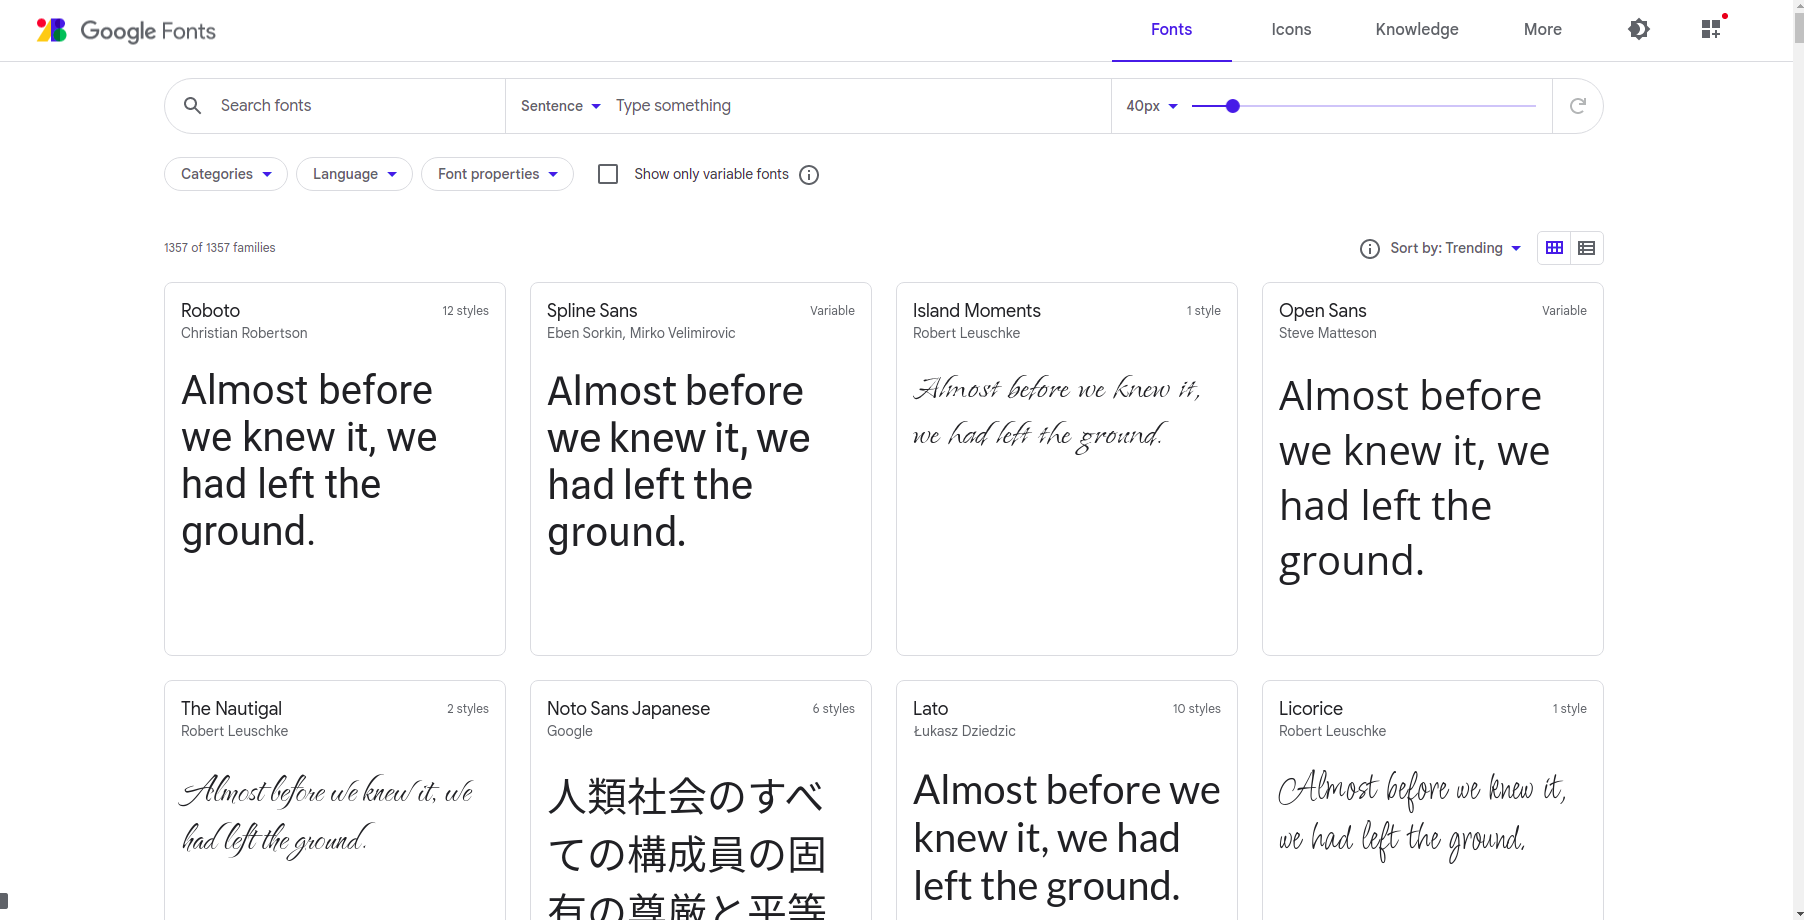 Google Fonts
Fonts
Icons
Knowledge
More
Search fonts
Sentence
Type something
40px
Categories
Language
Font properties
Show only variable fonts
1357 of 1357 families
Sort by: Trending
Roboto
12 styles
Christian Robertson
Almost before
we knew it, we
had left the
ground.
Spline Sans
Variable
Eben Sorkin, Mirko Velimirovic
Almost before
we knew it, we
had left the
ground.
Island Moments
1 style
Robert Leuschke
Almost before we knew it,
we had left the ground.
Open Sans
Variable
Steve Matteson
Almost before
we knew it, we
had left the
ground.
The Nautigal
2 styles
Robert Leuschke
Almost before we knew it, we
had left the ground.
Noto Sans Japanese
6 styles
Google
人類社会のすべ
ての構成員の固
有の尊厳と平等
Lato
10 styles
Łukasz Dziedzic
Almost before we
knew it, we had
left the ground.
Licorice
1 style
Robert Leuschke
Almost before we knew it,
we had left the ground.